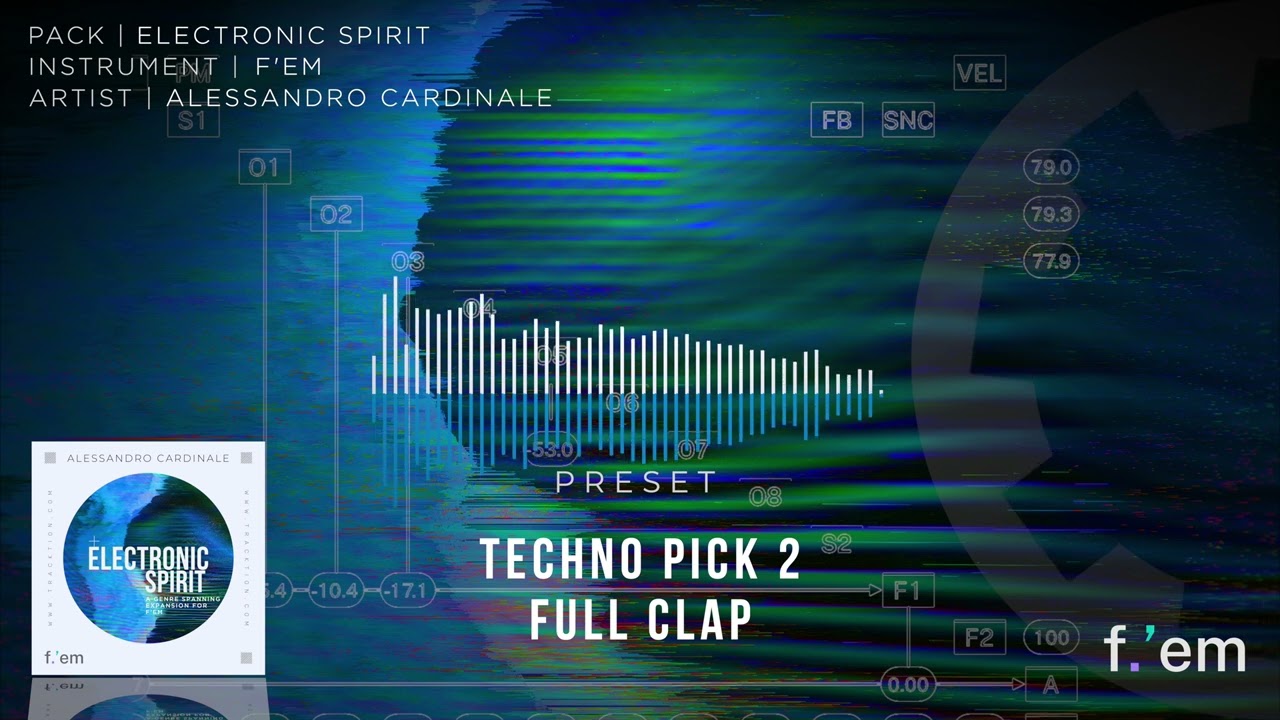 PACK | ELECTRONIC SPIRIT
INSTRUMENT | F'EM
ARTIST | ALESSANDRO CARDINALE
PM
S1
O1
O2
O3
O4
O5
O6
O7
O8
S2
VEL
FB
SNC
79.0
79.3
77.9
-53.0
PRESET
TECHNO PICK 2
FULL CLAP
5.4
-10.4
-17.1
F1
F2
100
0.00
A
f.'em
ALESSANDRO CARDINALE
WWW.TRACKTION.COM
WWW.TRACKTION.COM
ELECTRONIC
SPIRIT
A GENRE SPANNING
EXPANSION FOR
F'EM
f.'em